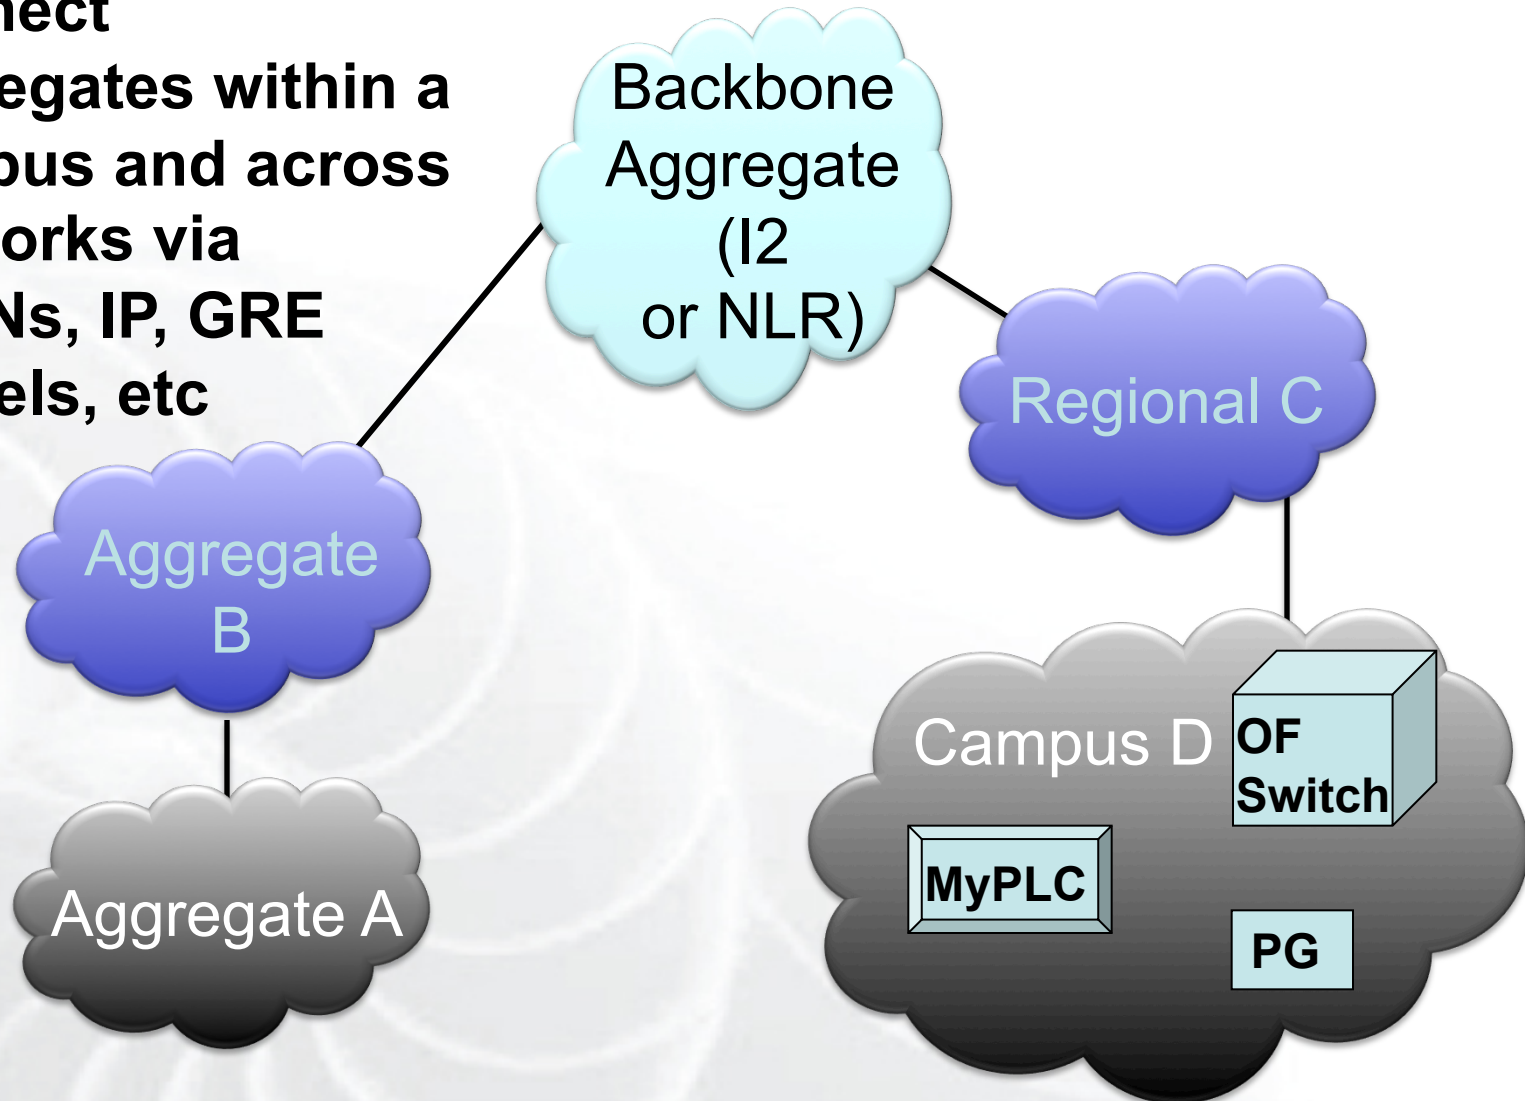 nect
egates within a
pus and across
orks via
Ns, IP, GRE
els, etc
Backbone
Aggregate
(I2
or NLR)
Regional C
Aggregate
B
Campus D
OF
Switch
MyPLC
Aggregate A
PG